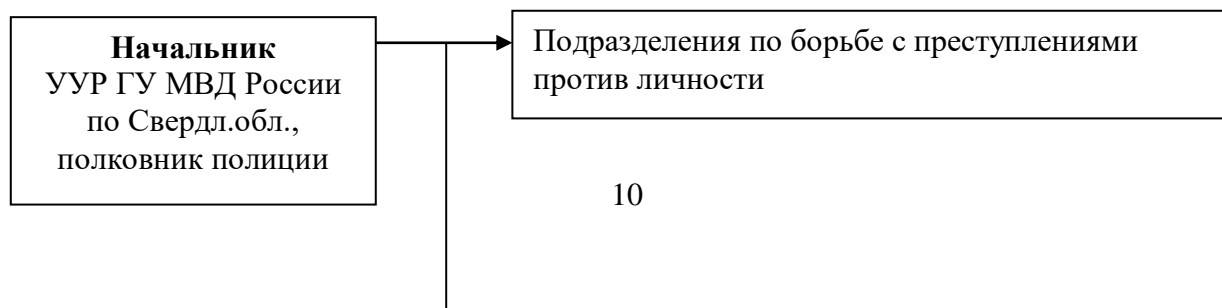 Начальник
УУР ГУ МВД России
по Свердл.обл.,
полковник полиции
Подразделения по борьбе с преступлениями
против личности
10